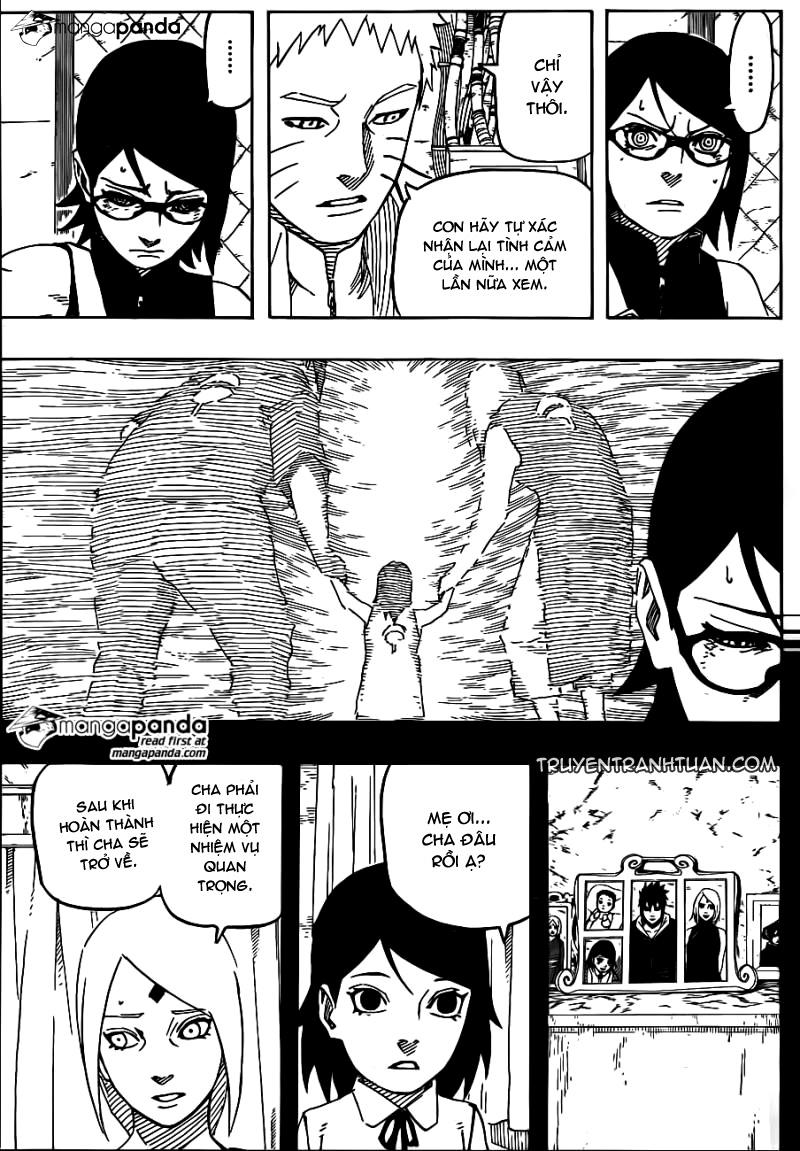 mangapanda
........
CHỈ
VẬY
THÔI.
CON HÃY TỰ XÁC
NHẬN LẠI TÌNH CẢM
CỦA MÌNH... MỘT
LẦN NỮA XEM.
........
mangapanda
read first at
mangapanda.com
TRUYENTRANHTUAN.COM
MẸ ƠI...
CHA ĐÂU
RỒI Ạ?
CHA PHẢI
ĐI THỰC
HIỆN MỘT
NHIỆM VỤ
QUAN
TRỌNG.
SAU KHI
HOÀN THÀNH
THÌ CHA SẼ
TRỞ VỀ.